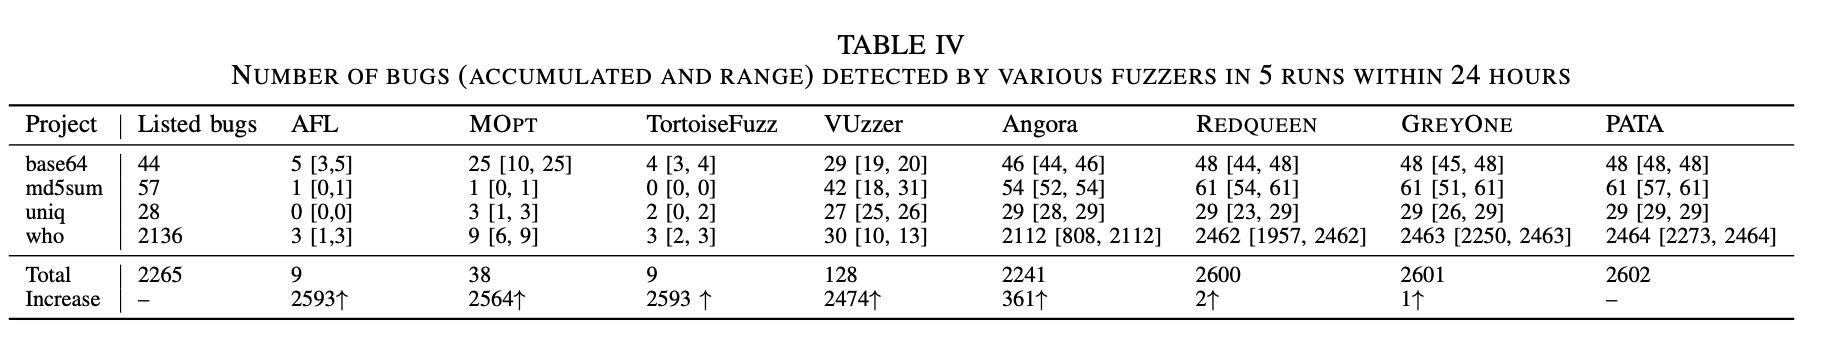 TABLE IV
NUMBER OF BUGS (ACCUMULATED AND RANGE) DETECTED BY VARIOUS FUZZERS IN 5 RUNS WITHIN 24 HOURS
Project Listed bugs AFL MOPT TortoiseFuzz VUzzer Angora REDQUEEN GREYONE PATA
base64 44 5 [3,5] 25 [10, 25] 4 [3, 4] 29 [19, 20] 46 [44, 46] 48 [44, 48] 48 [45, 48] 48 [48, 48]
md5sum 57 1 [0,1] 1 [0, 1] 0 [0, 0] 42 [18, 31] 54 [52, 54] 61 [54, 61] 61 [51, 61] 61 [57, 61]
uniq 28 0 [0,0] 3 [1, 3] 2 [0, 2] 27 [25, 26] 29 [28, 29] 29 [23, 29] 29 [26, 29] 29 [29, 29]
who 2136 3 [1,3] 9 [6, 9] 3 [2, 3] 30 [10, 13] 2112 [808, 2112] 2462 [1957, 2462] 2463 [2250, 2463] 2464 [2273, 2464]
Total 2265 9 38 9 128 2241 2600 2601 2602
Increase – 2593↑ 2564↑ 2593 ↑ 2474↑ 361↑ 2↑ 1↑ –